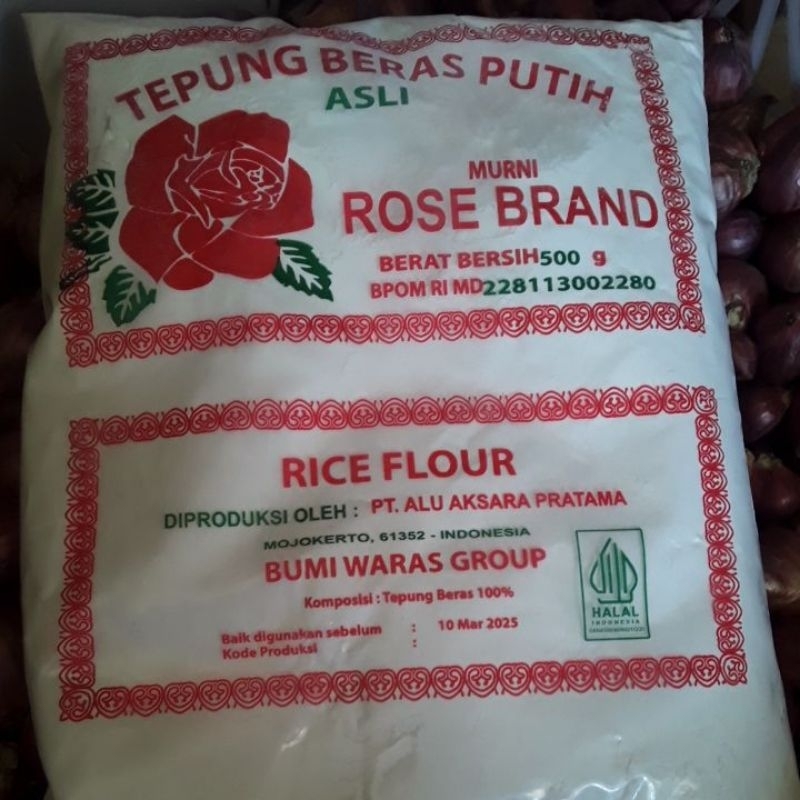 TEPUNG BERAS PUTIH
ASLI
MURNI
ROSE BRAND
BERAT BERSIH 500 g
BPOM RI MD 228113002280
RICE FLOUR
DIPRODUKSI OLEH : PT. ALU AKSARA PRATAMA
MOJOKERTO, 61352 - INDONESIA
BUMI WARAS GROUP
Komposisi : Tepung Beras 100%
HALAL
INDONESIA
Baik digunakan sebelum : 10 Mar 2025
Kode Produksi :